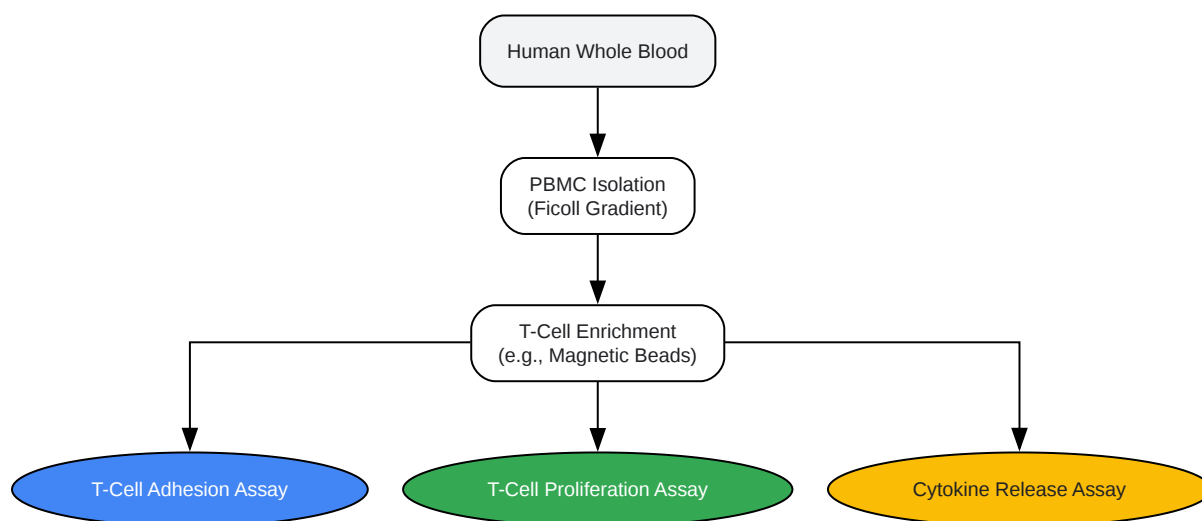 Human Whole Blood
PBMC Isolation
(Ficoll Gradient)
T-Cell Enrichment
(e.g., Magnetic Beads)
T-Cell Adhesion Assay
T-Cell Proliferation Assay
Cytokine Release Assay